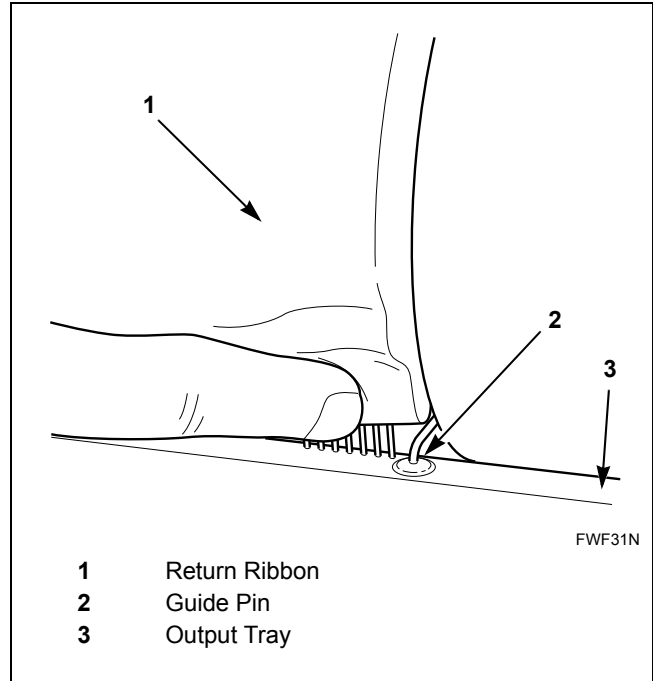 1
2
3
FWF31N
1 Return Ribbon
2 Guide Pin
3 Output Tray